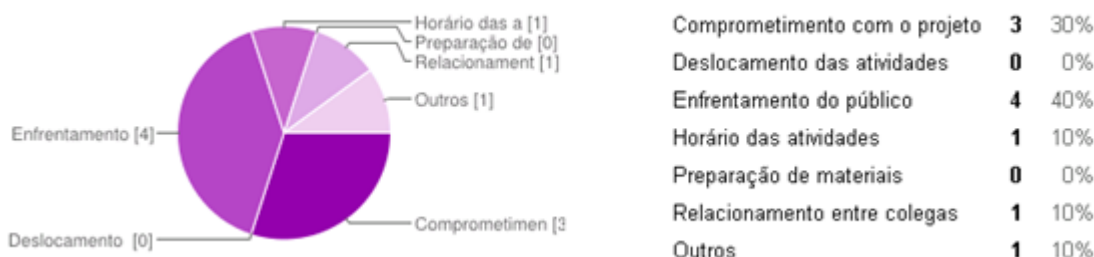 Horário das a [1]
Preparação de [0]
Relacionament [1]
Outros [1]
Enfrentamento [4]
Deslocamento [0]
Comprometimen [3
Comprometimento com o projeto 3 30%
Deslocamento das atividades 0 0%
Enfrentamento do público 4 40%
Horário das atividades 1 10%
Preparação de materiais 0 0%
Relacionamento entre colegas 1 10%
Outros 1 10%